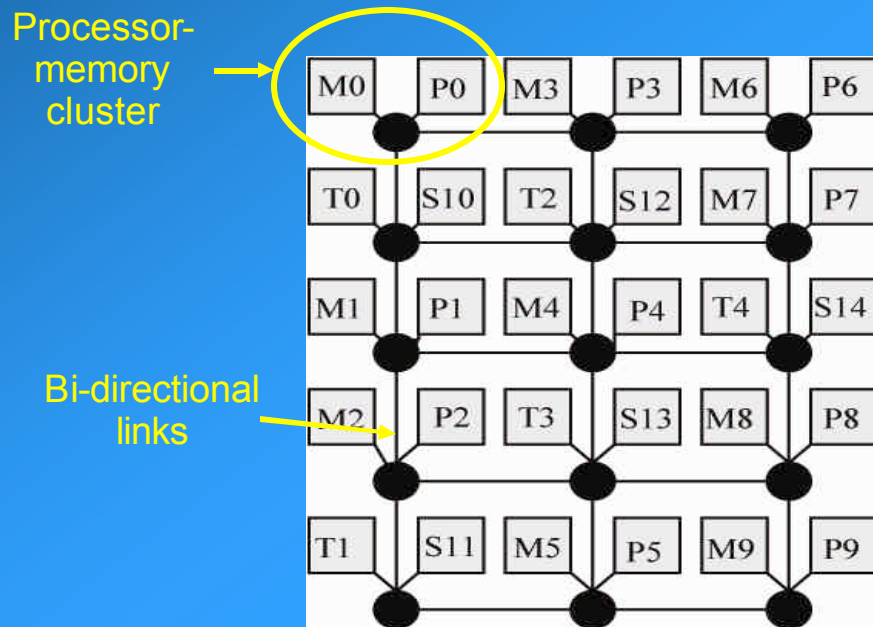 Processor-
memory
cluster
M0 P0 M3 P3 M6 P6
T0 S10 T2 S12 M7 P7
M1 P1 M4 P4 T4 S14
Bi-directional
links
M2 P2 T3 S13 M8 P8
T1 S11 M5 P5 M9 P9